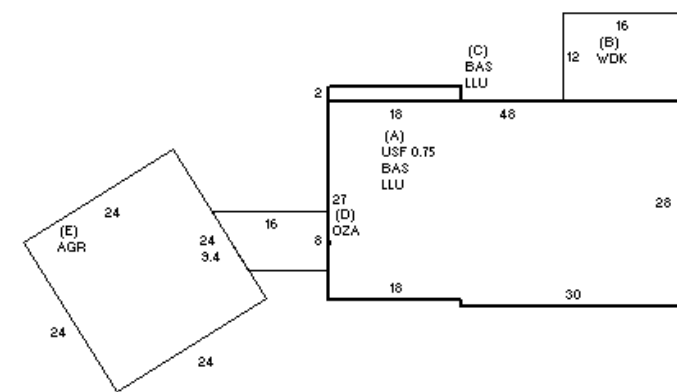 16
(B)
WDK
12
(C)
BAS
LLU
2
18
48
(A)
USF 0.75
BAS
LLU
27
28
(D)
OZA
8
16
24
(E)
AGR
24
9.4
18
30
24
24